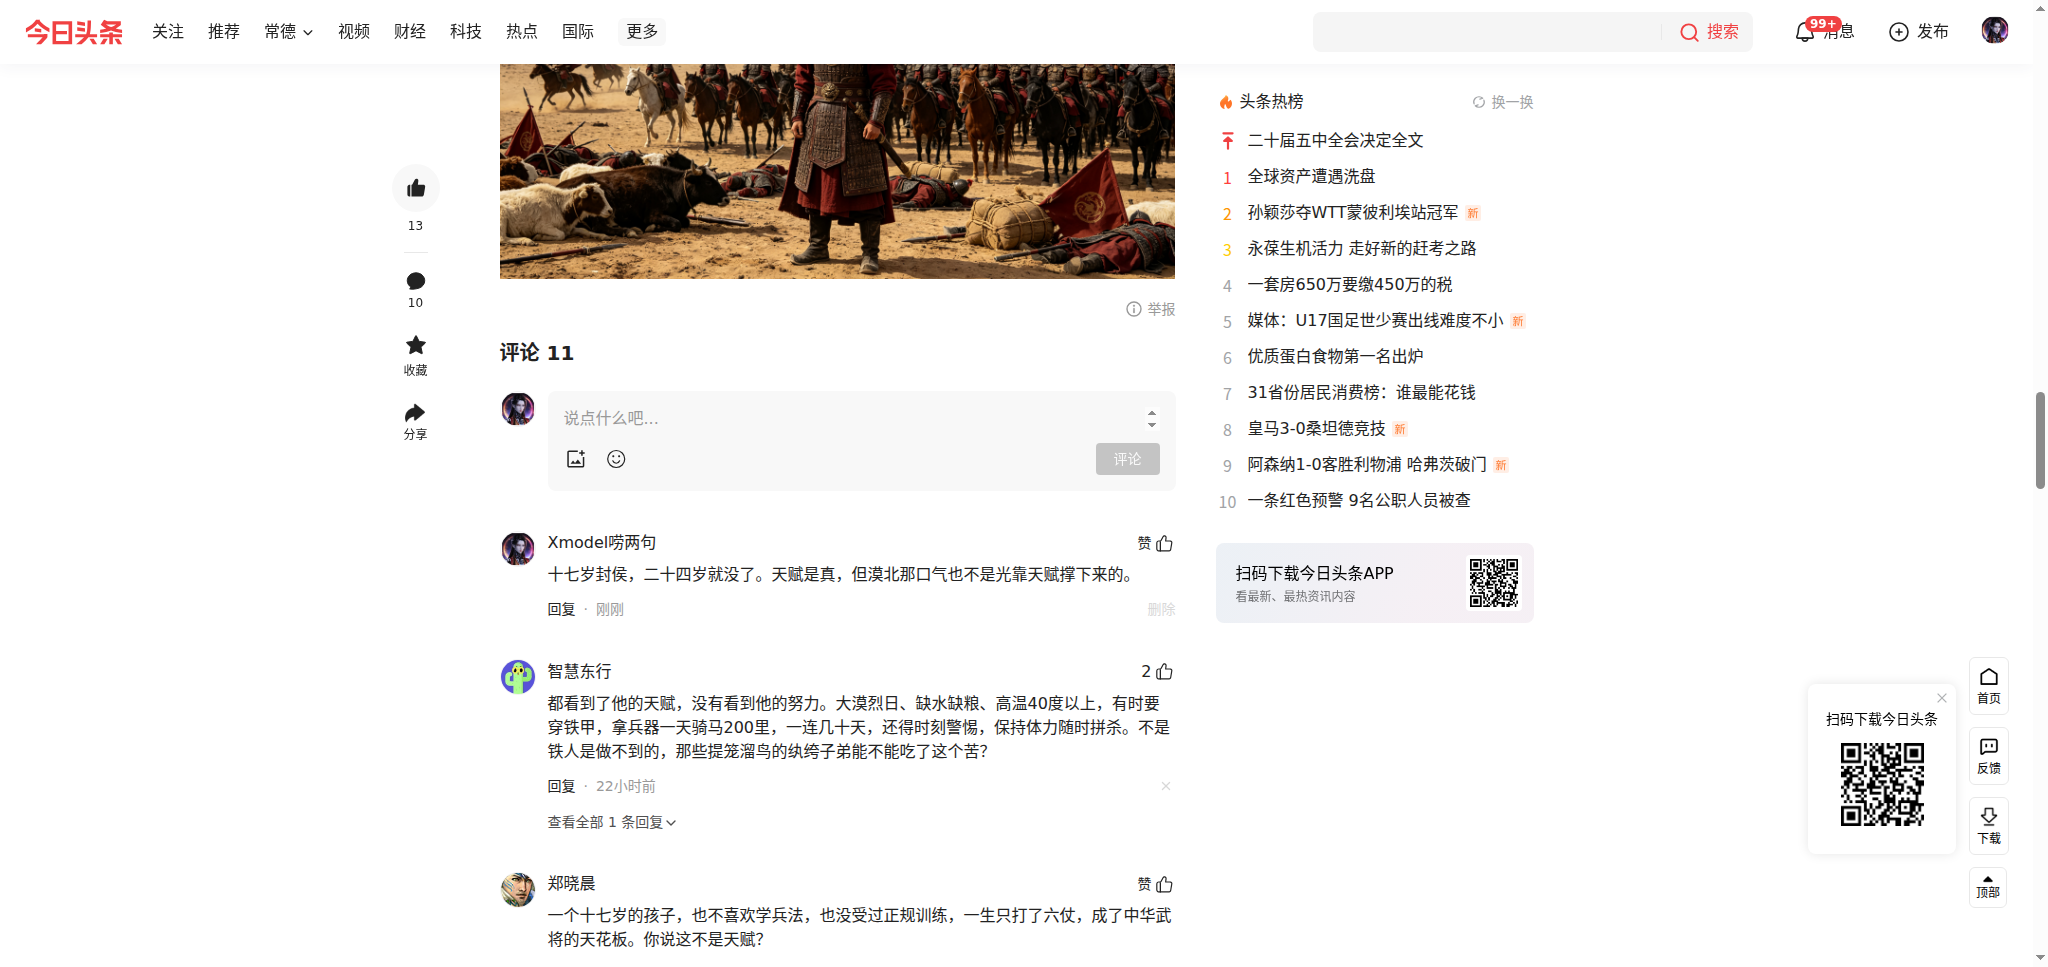 今日头条
关注 推荐 常德 视频 财经 科技 热点 国际 更多
搜索
99+
消息
发布
13
10
收藏
分享
举报
评论 11
说点什么吧...
评论
Xmodel唠两句
赞
十七岁封侯，二十四岁就没了。天赋是真，但漠北那口气也不是光靠天赋撑下来的。
回复 · 刚刚
删除
智慧东行
2
都看到了他的天赋，没有看到他的努力。大漠烈日、缺水缺粮、高温40度以上，有时要
穿铁甲，拿兵器一天骑马200里，一连几十天，还得时刻警惕，保持体力随时拼杀。不是
铁人是做不到的，那些提笼溜鸟的纨绔子弟能不能吃了这个苦？
回复 · 22小时前
查看全部 1 条回复
郑晓晨
赞
一个十七岁的孩子，也不喜欢学兵法，也没受过正规训练，一生只打了六仗，成了中华武
将的天花板。你说这不是天赋？
头条热榜
换一换
二十届五中全会决定全文
1 全球资产遭遇洗盘
2 孙颖莎夺WTT蒙彼利埃站冠军 新
3 永葆生机活力 走好新的赶考之路
4 一套房650万要缴450万的税
5 媒体：U17国足世少赛出线难度不小 新
6 优质蛋白食物第一名出炉
7 31省份居民消费榜：谁最能花钱
8 皇马3-0桑坦德竞技 新
9 阿森纳1-0客胜利物浦 哈弗茨破门 新
10 一条红色预警 9名公职人员被查
扫码下载今日头条APP
看最新、最热资讯内容
扫码下载今日头条
首页
反馈
下载
顶部